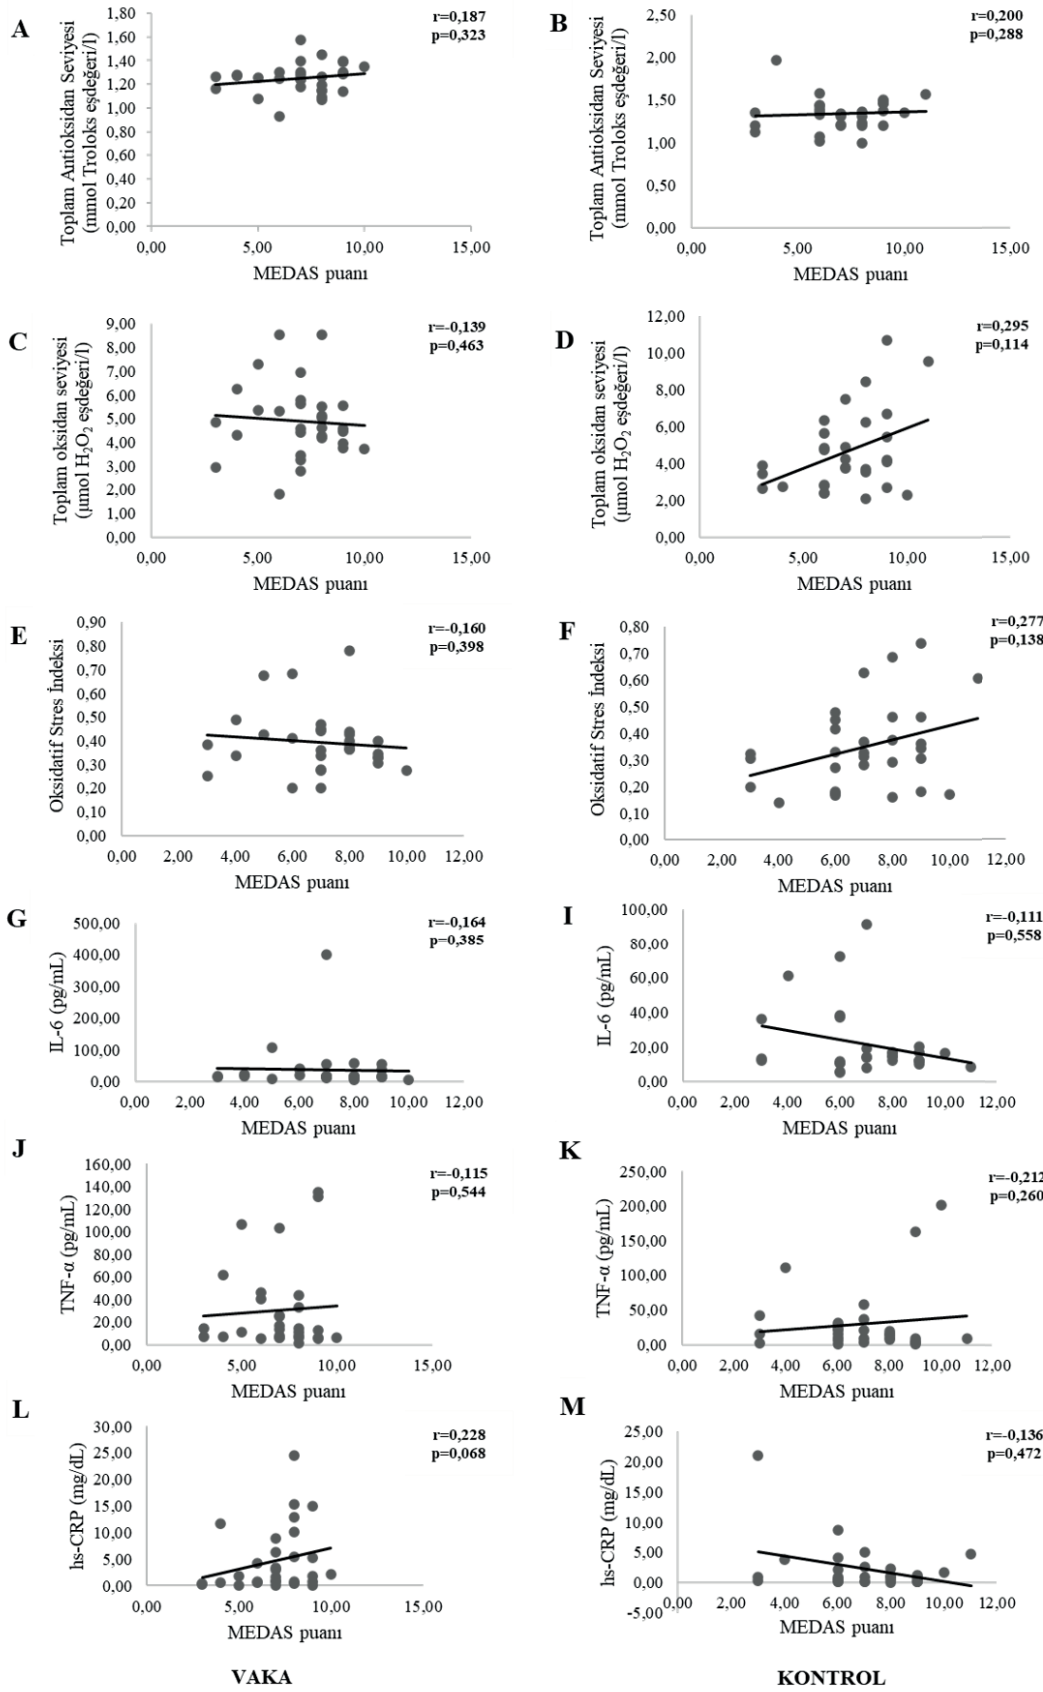 A
1,80
1,60
1,40
1,20
1,00
0,80
0,60
0,40
0,20
0,00
0,00 5,00 10,00 15,00
Toplam Antioksidan Seviyesi
(mmol Troloks eşdeğeri/l)
MEDAS puanı
r=0,187
p=0,323
B
2,50
2,00
1,50
1,00
0,50
0,00
0,00 5,00 10,00 15,00
Toplam Antioksidan Seviyesi
(mmol Troloks eşdeğeri/l)
MEDAS puanı
r=0,200
p=0,288
C
9,00
8,00
7,00
6,00
5,00
4,00
3,00
2,00
1,00
0,00
0,00 5,00 10,00 15,00
Toplam oksidan seviyesi
(µmol H₂O₂ eşdeğeri/l)
MEDAS puanı
r=-0,139
p=0,463
D
12,00
10,00
8,00
6,00
4,00
2,00
0,00
0,00 5,00 10,00 15,00
Toplam oksidan seviyesi
(µmol H₂O₂ eşdeğeri/l)
MEDAS puanı
r=0,295
p=0,114
E
0,90
0,80
0,70
0,60
0,50
0,40
0,30
0,20
0,10
0,00
0,00 2,00 4,00 6,00 8,00 10,00 12,00
Oksidatif Stres İndeksi
MEDAS puanı
r=-0,160
p=0,398
F
0,80
0,70
0,60
0,50
0,40
0,30
0,20
0,10
0,00
0,00 2,00 4,00 6,00 8,00 10,00 12,00
Oksidatif Stres İndeksi
MEDAS puanı
r=0,277
p=0,138
G
500,00
400,00
300,00
200,00
100,00
0,00
0,00 2,00 4,00 6,00 8,00 10,00 12,00
IL-6 (pg/mL)
MEDAS puanı
r=-0,164
p=0,385
I
100,00
80,00
60,00
40,00
20,00
0,00
0,00 2,00 4,00 6,00 8,00 10,00 12,00
IL-6 (pg/mL)
MEDAS puanı
r=-0,111
p=0,558
J
160,00
140,00
120,00
100,00
80,00
60,00
40,00
20,00
0,00
0,00 5,00 10,00 15,00
TNF-α (pg/mL)
MEDAS puanı
r=-0,115
p=0,544
K
250,00
200,00
150,00
100,00
50,00
0,00
0,00 2,00 4,00 6,00 8,00 10,00 12,00
TNF-α (pg/mL)
MEDAS puanı
r=-0,212
p=0,260
L
30,00
25,00
20,00
15,00
10,00
5,00
0,00
5,00 10,00 15,00
hs-CRP (mg/dL)
MEDAS puanı
r=0,228
p=0,068
M
25,00
20,00
15,00
10,00
5,00
0,00
-5,00
0,00 2,00 4,00 6,00 8,00 10,00 12,00
hs-CRP (mg/dL)
MEDAS puanı
r=-0,136
p=0,472
VAKA
KONTROL